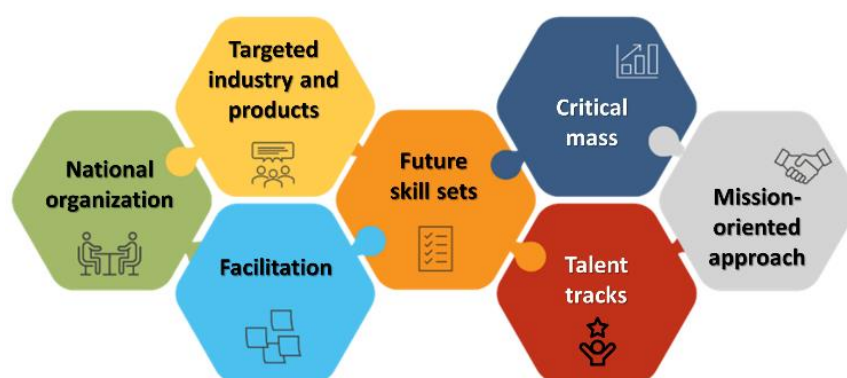 National
organization
Targeted
industry and
products
Facilitation
Future
skill sets
Critical
mass
Talent
tracks
Mission-
oriented
approach